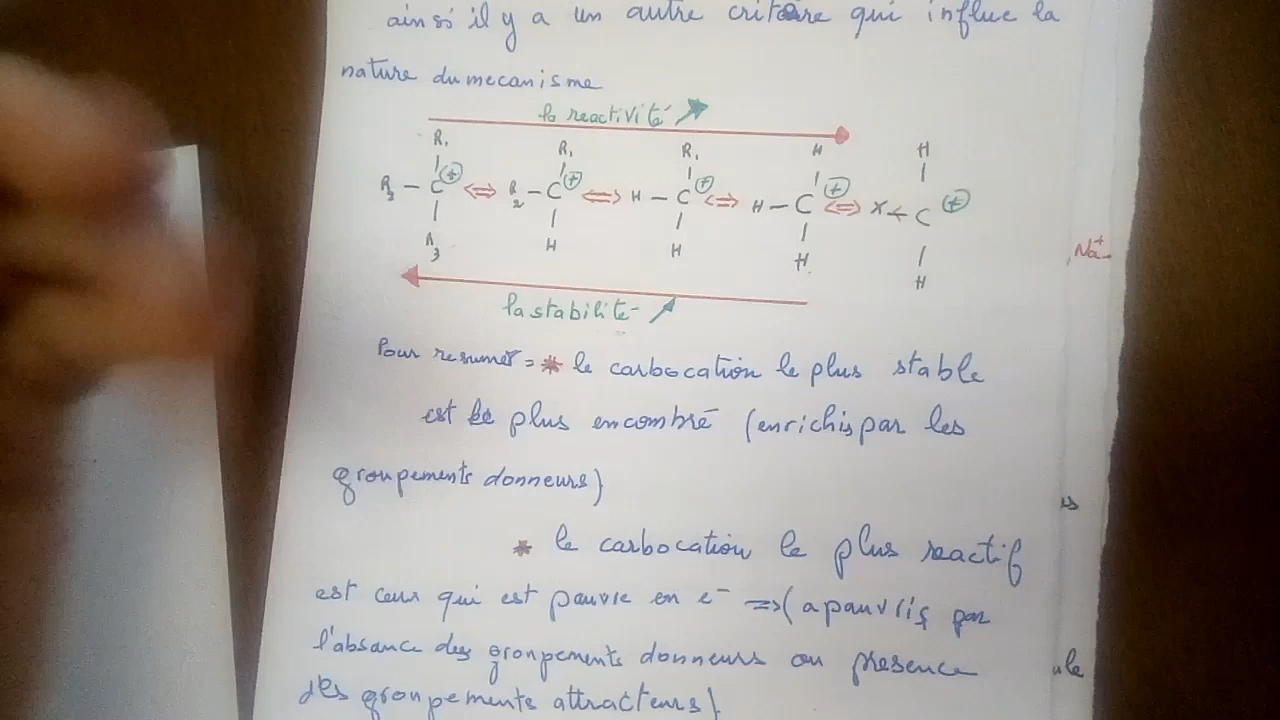 ainsi il y a un autre critère qui influe la
nature du mecanisme
la reactivité
R1 R1 R1 H H
R2 – C + ⇔ R2 – C + ⇔ H – C + ⇔ H – C + ⇔ X ← C +
R3 H H H H
Na+
la stabilité
Pour resumer = * le carbocation le plus stable
est le plus encombré (enrichis par les
groupements donneurs)
* le carbocation le plus reactif
est ceux qui est pauvre en e- => (apauvris par
l'absance des groupements donneurs ou presence
des groupements attracteurs)